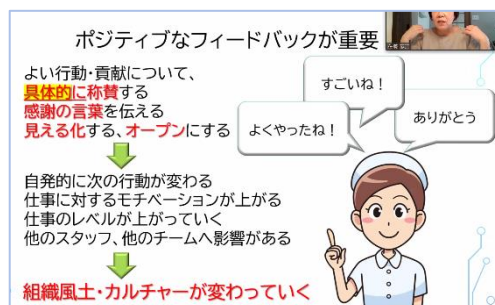 ポジティブなフィードバックが重要
よい行動・貢献について、
具体的に称賛する
感謝の言葉を伝える
見える化する、オープンにする
すごいね！
よくやったね！
ありがとう
自発的に次の行動が変わる
仕事に対するモチベーションが上がる
仕事のレベルが上がっていく
他のスタッフ、他のチームへ影響がある
組織風土・カルチャーが変わっていく